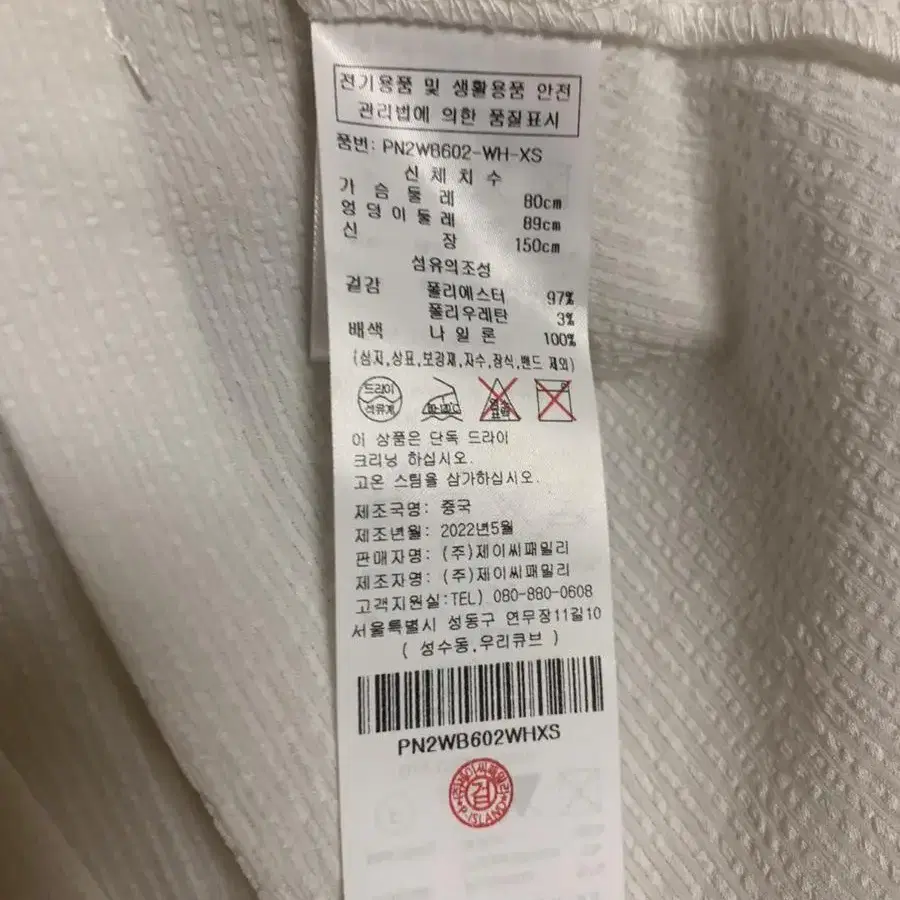 전기용품 및 생활용품 안전
관리법에 의한 품질표시
품번: PN2WB602-WH-XS
신 체 치 수
가 슴 둘 레 80cm
엉 덩 이 둘 레 89cm
신 장 150cm
섬유의조성
겉감 폴리에스터 97%
폴리우레탄 3%
배색 나 일 론 100%
(심지,상표,보강재,자수,장식,밴드 제외)
드라이
석유계
이 상품은 단독 드라이
크리닝 하십시오.
고온 스팀을 삼가하십시오.
제조국명: 중국
제조년월: 2022년5월
판매자명: (주)제이씨패밀리
제조자명: (주)제이씨패밀리
고객지원실:TEL) 080-880-0608
서울특별시 성동구 연무장11길10
( 성수동,우리큐브 )
PN2WB602WHXS
(주)제이씨패밀리
검
P-ISLAND